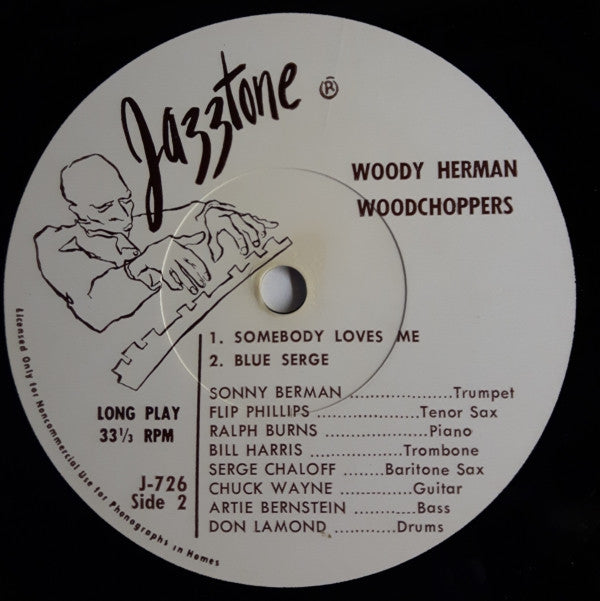 Jazztone ®
WOODY HERMAN
WOODCHOPPERS
1. SOMEBODY LOVES ME
2. BLUE SERGE
SONNY BERMAN ..................Trumpet
FLIP PHILLIPS ..................Tenor Sax
RALPH BURNS ..................Piano
BILL HARRIS ..............Trombone
SERGE CHALOFF .......Baritone Sax
CHUCK WAYNE .............Guitar
ARTIE BERNSTEIN ............Bass
DON LAMOND ............Drums
LONG PLAY
33⅓ RPM
J-726
Side 2
Licensed Only for Noncommercial Use for Phonographs in Homes